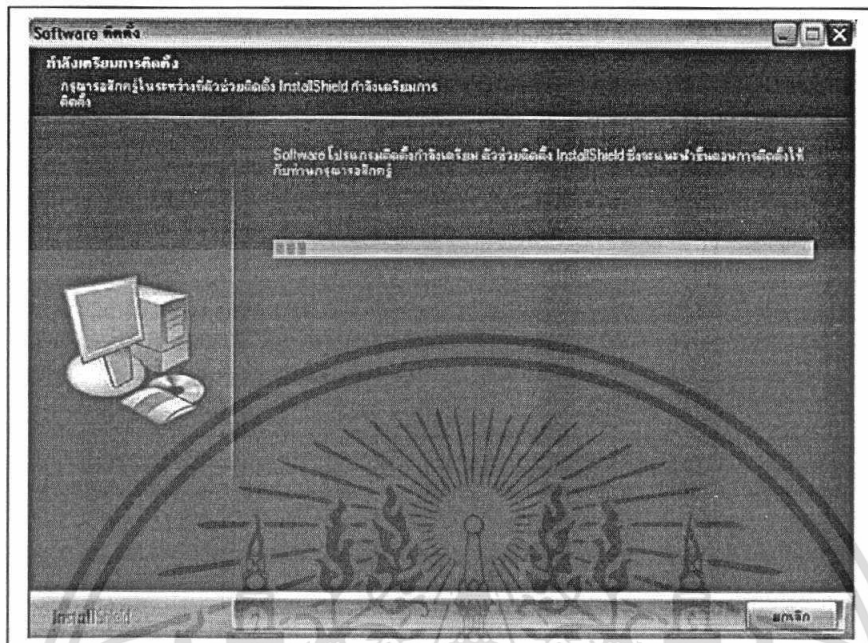 Software ติดตั้ง
กำลังเตรียมการติดตั้ง
กรุณารอสักครู่ในระหว่างที่ตัวช่วยติดตั้ง InstallShield กำลังเตรียมการ
ติดตั้ง
Software โปรแกรมติดตั้งกำลังเตรียม ตัวช่วยติดตั้ง InstallShield ซึ่งจะแนะนำขั้นตอนการติดตั้งให้
กับท่านกรุณารอสักครู่
InstallShield
ยกเลิก